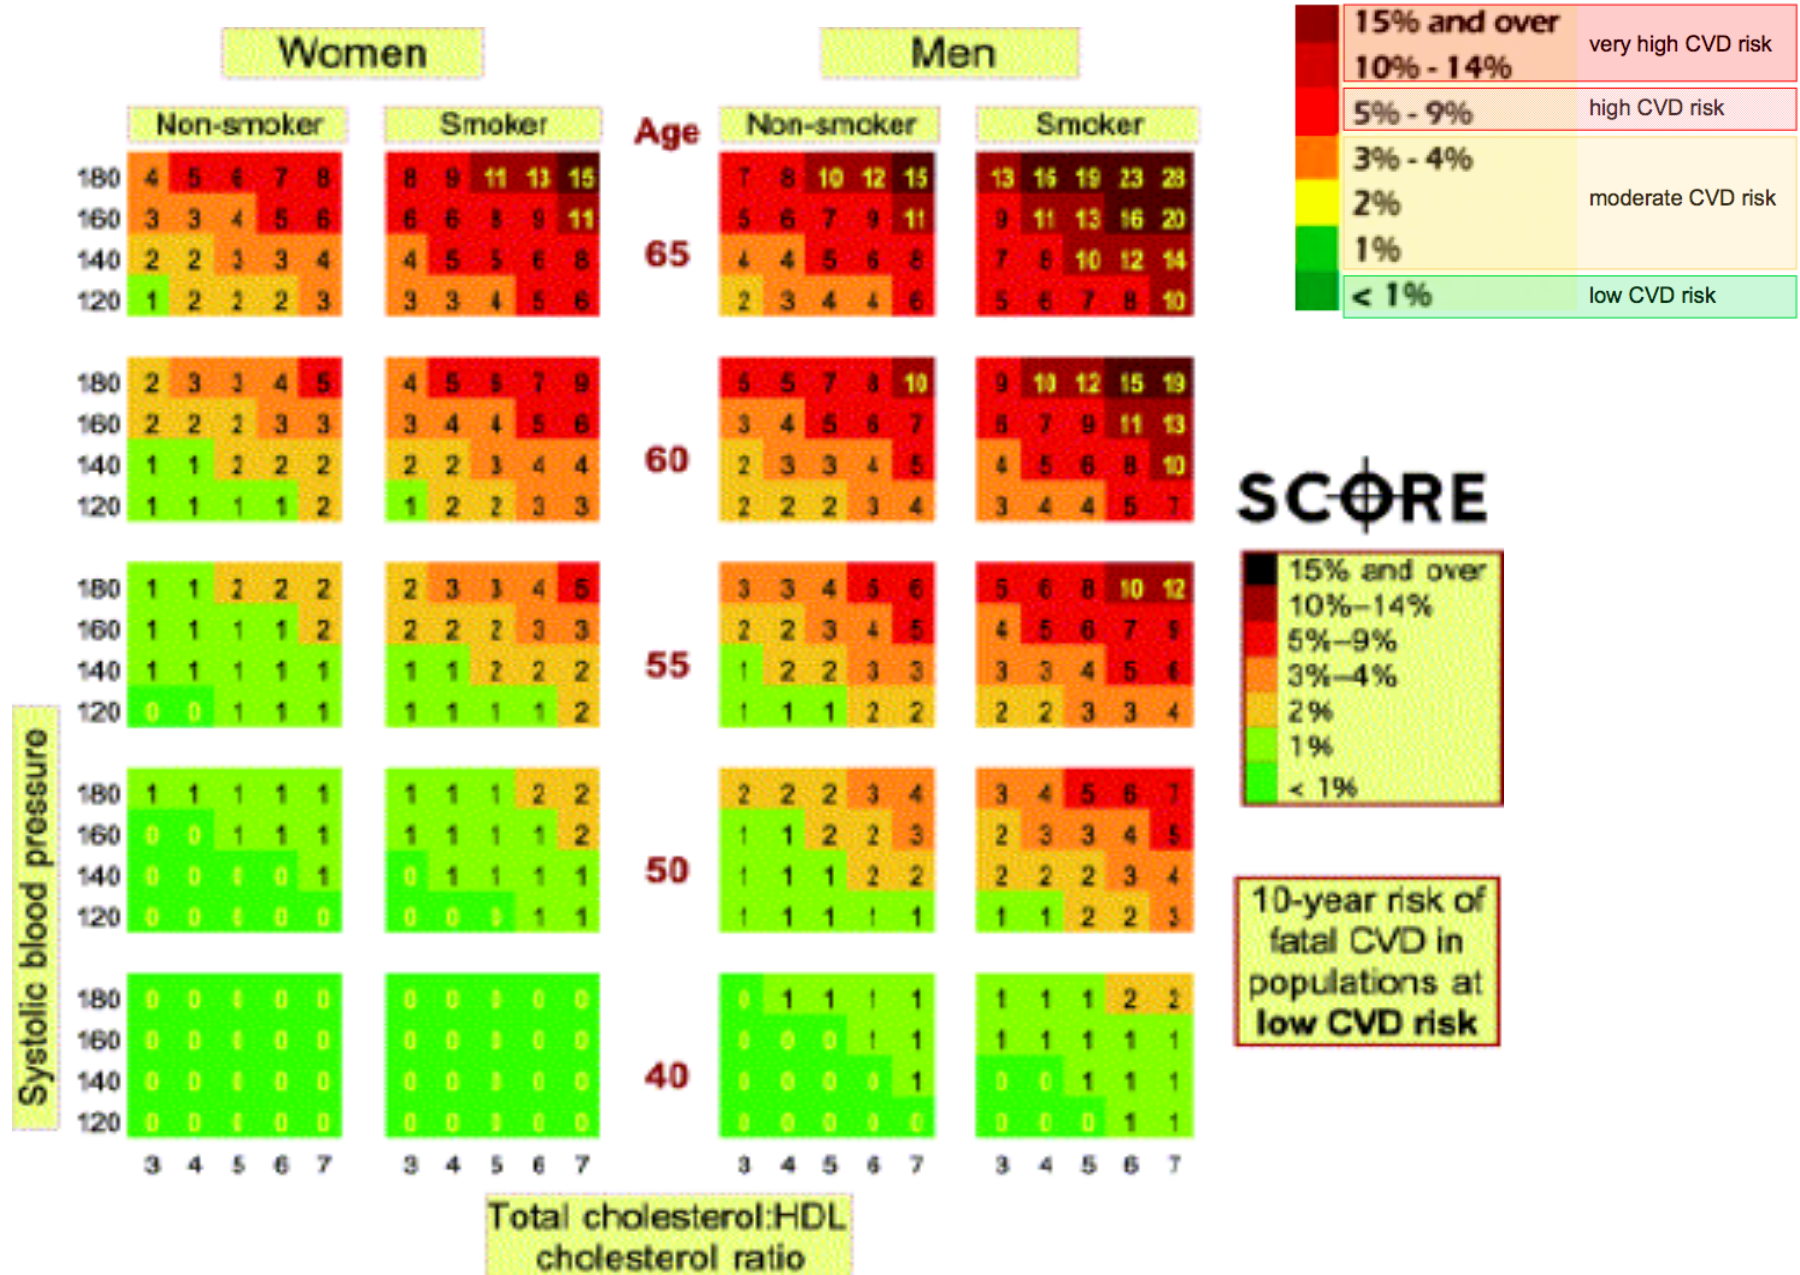 Women Men
Non-smoker Smoker Age Non-smoker Smoker
180 4 5 6 7 8 8 9 11 13 15 7 8 10 12 15 13 16 19 23 28
160 3 3 4 5 6 6 6 8 9 11 5 6 7 9 11 9 11 13 16 20
65
140 2 2 3 3 4 4 5 5 6 8 4 4 5 6 8 7 8 10 12 14
120 1 2 2 2 3 3 3 4 5 6 2 3 4 4 6 5 6 7 8 10
180 2 3 3 4 5 4 5 6 7 9 5 5 7 8 10 9 10 12 15 19
160 2 2 2 3 3 3 4 4 5 6 3 4 5 6 7 6 7 9 11 13
60
140 1 1 2 2 2 2 2 3 4 4 2 3 3 4 5 4 5 6 8 10
120 1 1 1 1 2 1 2 2 3 3 2 2 2 3 4 3 4 4 5 7
180 1 1 2 2 2 2 3 3 4 5 3 3 4 5 6 5 6 8 10 12
160 1 1 1 1 2 2 2 2 3 3 2 2 3 4 5 4 5 6 7 9
55
140 1 1 1 1 1 1 1 2 2 2 1 2 2 3 3 3 3 4 5 6
120 0 0 1 1 1 1 1 1 1 2 1 1 1 2 2 2 2 3 3 4
180 1 1 1 1 1 1 1 1 2 2 2 2 2 3 4 3 4 5 6 7
160 0 0 1 1 1 1 1 1 1 2 1 1 2 2 3 2 3 3 4 5
50
140 0 0 0 0 1 0 1 1 1 1 1 1 1 2 2 2 2 2 3 4
120 0 0 0 0 0 0 0 0 1 1 1 1 1 1 1 1 1 2 2 3
180 0 0 0 0 0 0 0 0 0 0 0 1 1 1 1 1 1 1 2 2
160 0 0 0 0 0 0 0 0 0 0 0 0 0 1 1 1 1 1 1 1
40
140 0 0 0 0 0 0 0 0 0 0 0 0 0 0 1 0 0 1 1 1
120 0 0 0 0 0 0 0 0 0 0 0 0 0 0 0 0 0 0 1 1
3 4 5 6 7 3 4 5 6 7 3 4 5 6 7 3 4 5 6 7
Systolic blood pressure
Total cholesterol:HDL
cholesterol ratio
15% and over
very high CVD risk
10% - 14%
5% - 9% high CVD risk
3% - 4%
2% moderate CVD risk
1%
< 1% low CVD risk
SCORE
15% and over
10%–14%
5%–9%
3%–4%
2%
1%
< 1%
10-year risk of
fatal CVD in
populations at
low CVD risk